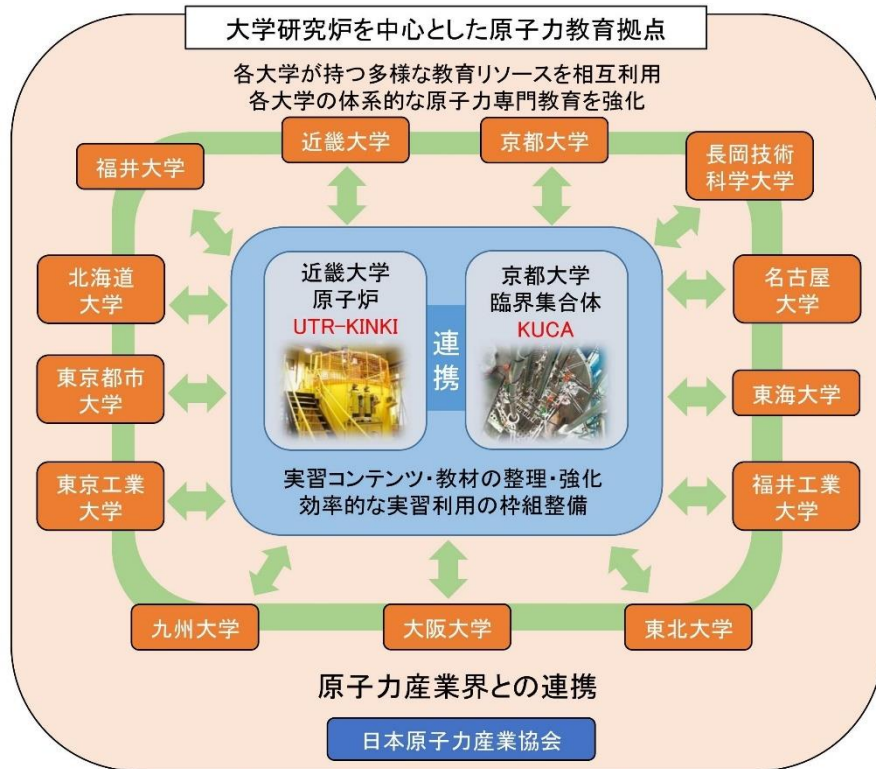 大学研究炉を中心とした原子力教育拠点
各大学が持つ多様な教育リソースを相互利用
各大学の体系的な原子力専門教育を強化
近畿大学
京都大学
福井大学
長岡技術
科学大学
北海道
大学
名古屋
大学
東京都市
大学
東海大学
東京工業
大学
福井工業
大学
近畿大学
原子炉
UTR-KINKI
連携
京都大学
臨界集合体
KUCA
実習コンテンツ・教材の整理・強化
効率的な実習利用の枠組整備
九州大学
大阪大学
東北大学
原子力産業界との連携
日本原子力産業協会